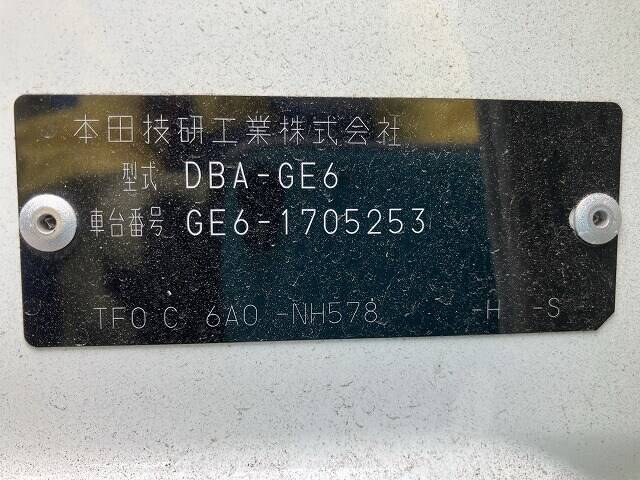 本田技研工業株式会社
型式 DBA-GE6
車台番号 GE6-1705253
TF0 C 6A0 -NH578 -H -S